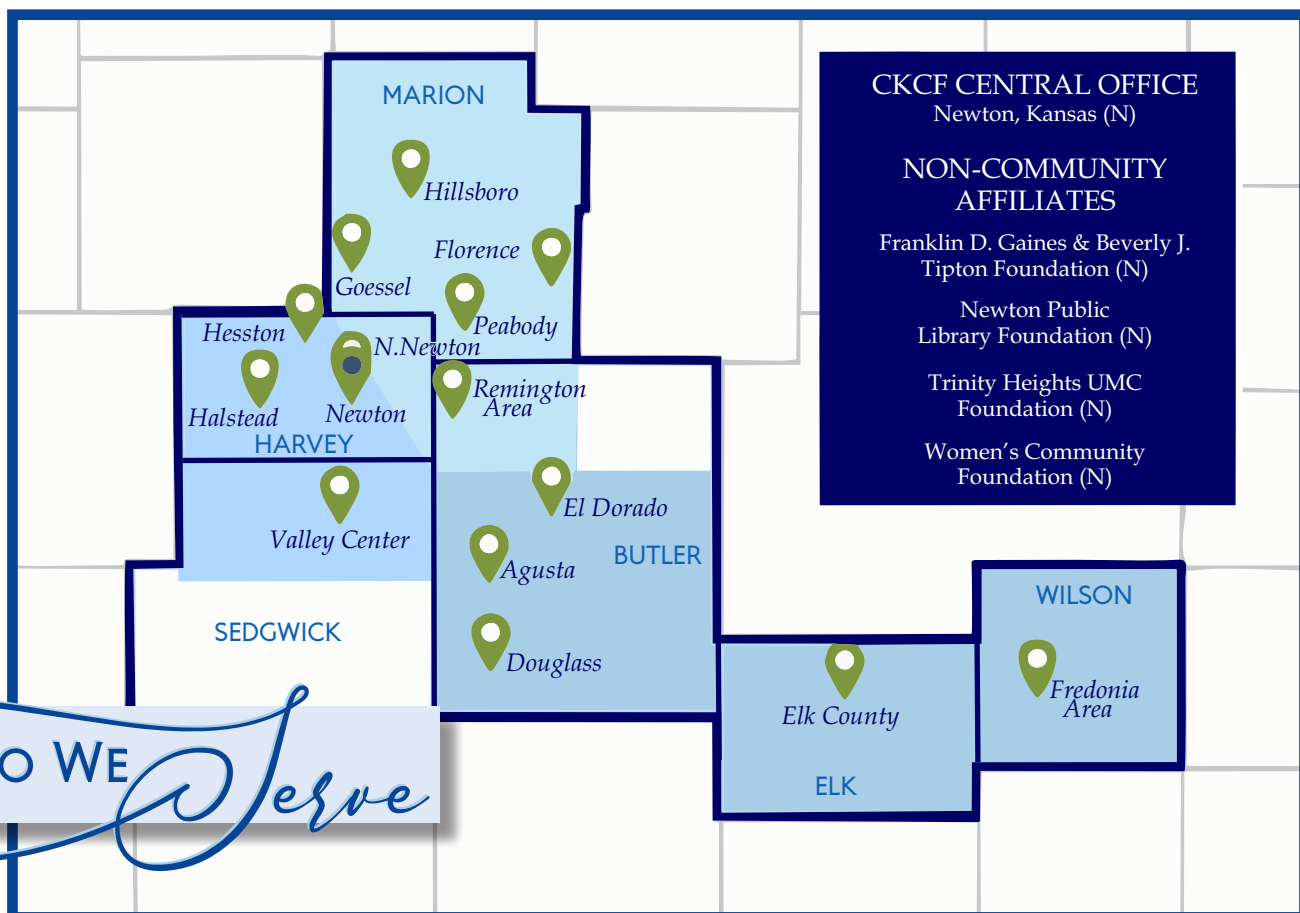 MARION
Hillsboro
Florence
Goessel
Peabody
Hesston
N.Newton
Remington
Area
Halstead
Newton
HARVEY
El Dorado
Valley Center
BUTLER
Agusta
SEDGWICK
Douglass
WILSON
Fredonia
Area
Elk County
ELK
CKCF CENTRAL OFFICE
Newton, Kansas (N)
NON-COMMUNITY
AFFILIATES
Franklin D. Gaines & Beverly J.
Tipton Foundation (N)
Newton Public
Library Foundation (N)
Trinity Heights UMC
Foundation (N)
Women's Community
Foundation (N)
O WE Serve